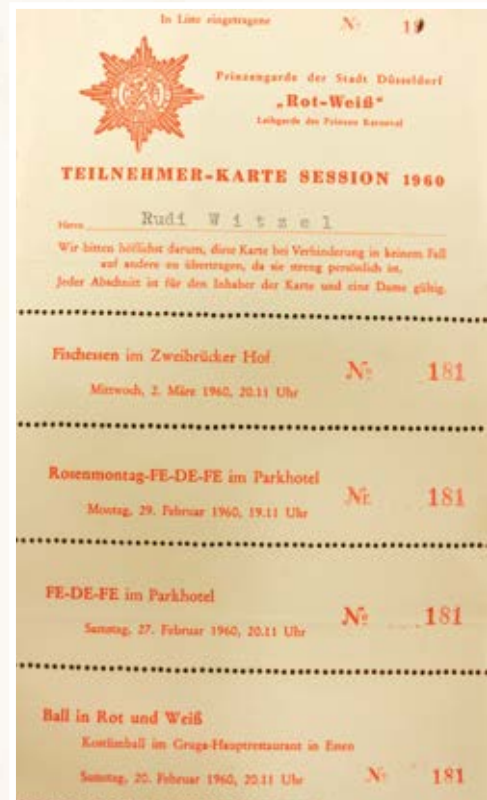 In Liste eingetragene Nº 19
Prinzengarde der Stadt Düsseldorf
„Rot-Weiß“
Leibgarde des Prinzen Karneval
TEILNEHMER-KARTE SESSION 1960
Herrn Rudi Witzel
Wir bitten höflichst darum, diese Karte bei Verhinderung in keinem Fall
auf andere zu übertragen, da sie streng persönlich ist.
Jeder Abschnitt ist für den Inhaber der Karte und eine Dame gültig.
Fischessen im Zweibrücker Hof
Nº 181
Mittwoch, 2. März 1960, 20.11 Uhr
Rosenmontag-FE-DE-FE im Parkhotel
Nº 181
Montag, 29. Februar 1960, 19.11 Uhr
FE-DE-FE im Parkhotel
Nº 181
Samstag, 27. Februar 1960, 20.11 Uhr
Ball in Rot und Weiß
Kostümball im Gruga-Hauptrestaurant in Essen
Samstag, 20. Februar 1960, 20.11 Uhr Nº 181